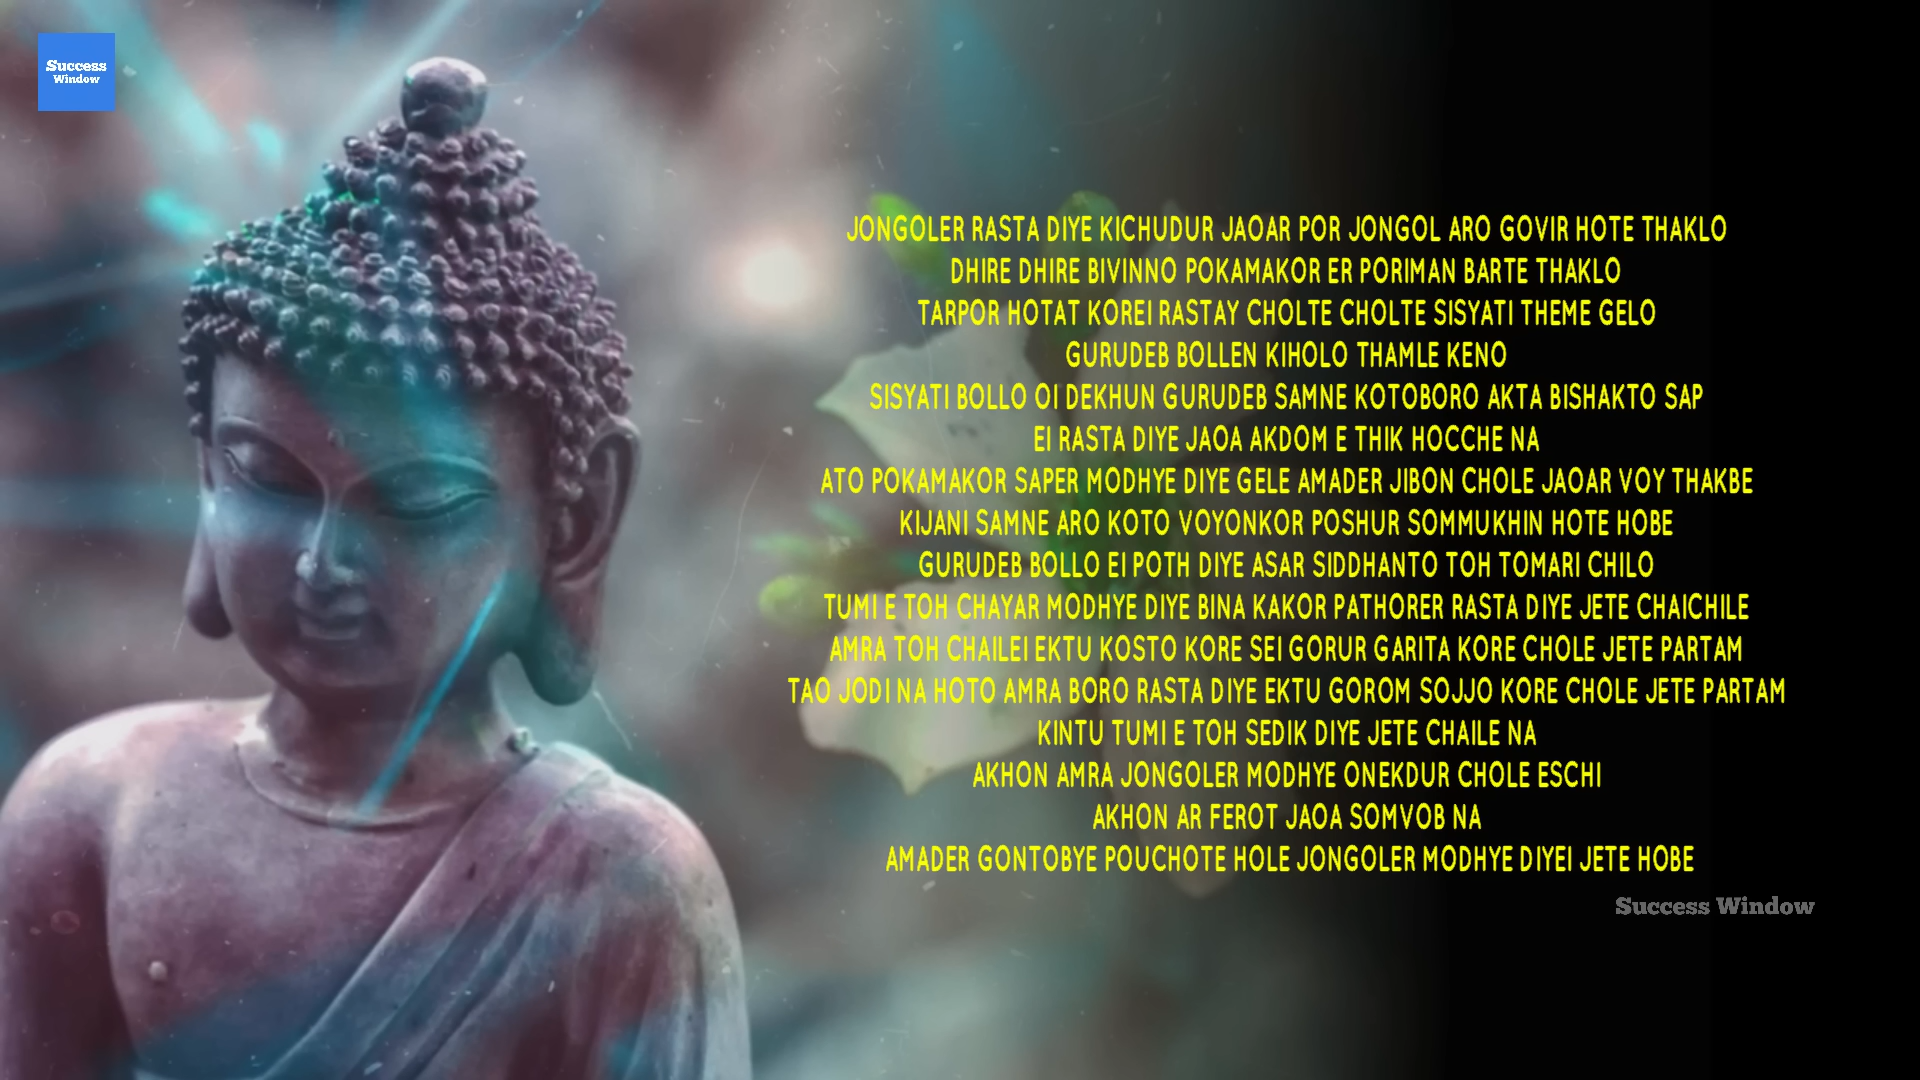 Success
Window
JONGOLER RASTA DIYE KICHUDUR JAOAR POR JONGOL ARO GOVIR HOTE THAKLO
DHIRE DHIRE BIVINNO POKAMAKOR ER PORIMAN BARTE THAKLO
TARPOR HOTAT KOREI RASTAY CHOLTE CHOLTE SISYATI THEME GELO
GURUDEB BOLLEN KIHOLO THAMLE KENO
SISYATI BOLLO OI DEKHUN GURUDEB SAMNE KOTOBORO AKTA BISHAKTO SAP
EI RASTA DIYE JAOA AKDOM E THIK HOCCHE NA
ATO POKAMAKOR SAPER MODHYE DIYE GELE AMADER JIBON CHOLE JAOAR VOY THAKBE
KIJANI SAMNE ARO KOTO VOYONKOR POSHUR SOMMUKHIN HOTE HOBE
GURUDEB BOLLO EI POTH DIYE ASAR SIDDHANTO TOH TOMARI CHILO
TUMI E TOH CHAYAR MODHYE DIYE BINA KAKOR PATHORER RASTA DIYE JETE CHAICHILE
AMRA TOH CHAILEI EKTU KOSTO KORE SEI GORUR GARITA KORE CHOLE JETE PARTAM
TAO JODI NA HOTO AMRA BORO RASTA DIYE EKTU GOROM SOJJO KORE CHOLE JETE PARTAM
KINTU TUMI E TOH SEDIK DIYE JETE CHAILE NA
AKHON AMRA JONGOLER MODHYE ONEKDUR CHOLE ESCHI
AKHON AR FEROT JAOA SOMVOB NA
AMADER GONTOBYE POUCHOTE HOLE JONGOLER MODHYE DIYEI JETE HOBE
Success Window